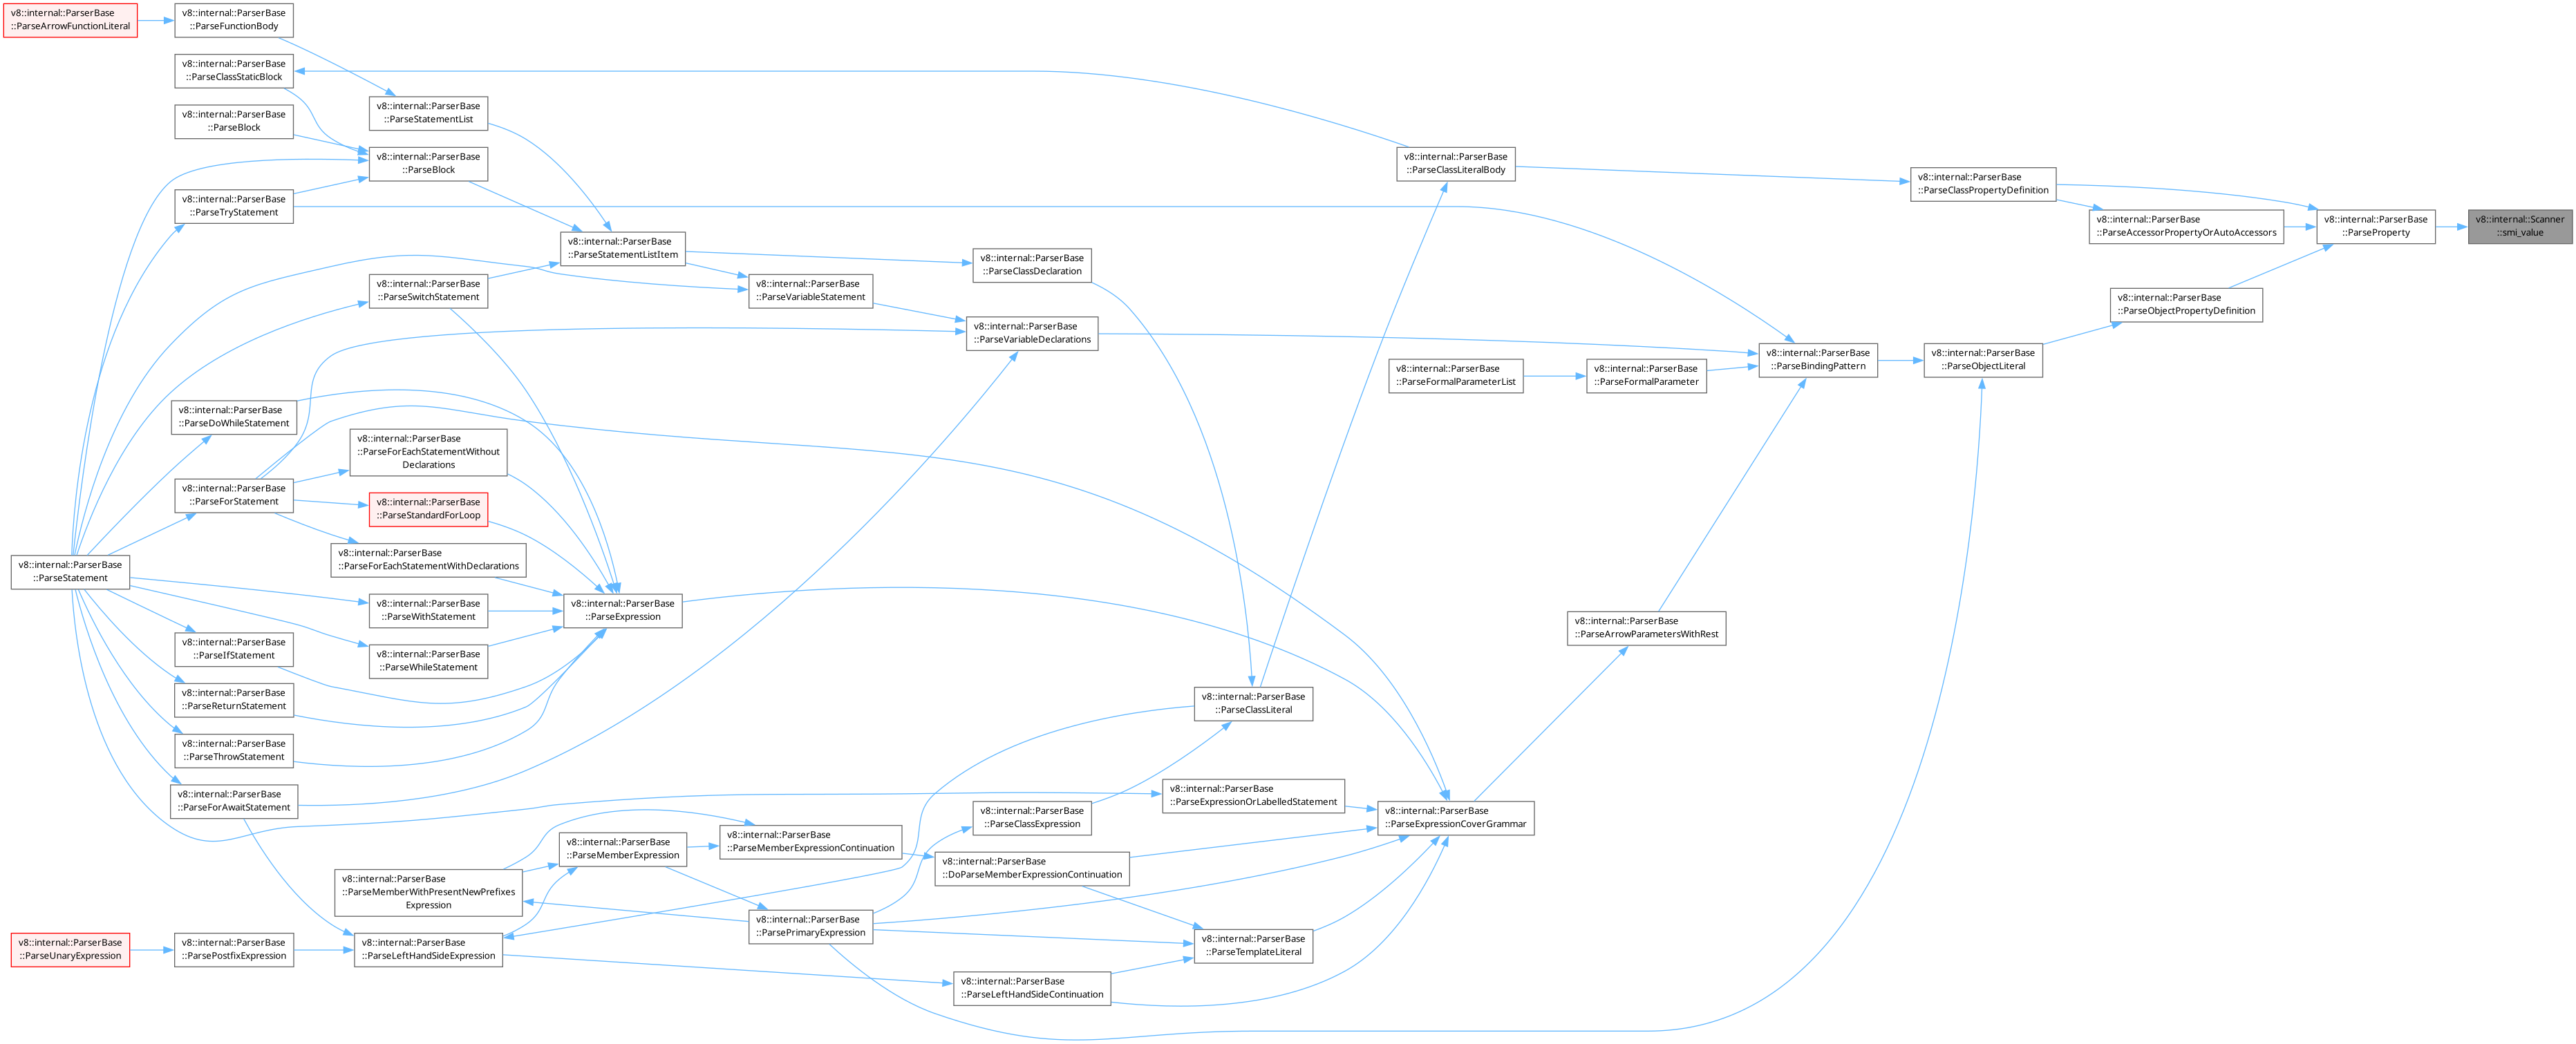 v8::internal::ParserBase
::ParseArrowFunctionLiteral
v8::internal::ParserBase
::ParseFunctionBody
v8::internal::ParserBase
::ParseClassStaticBlock
v8::internal::ParserBase
::ParseBlock
v8::internal::ParserBase
::ParseStatementList
v8::internal::ParserBase
::ParseBlock
v8::internal::ParserBase
::ParseTryStatement
v8::internal::ParserBase
::ParseStatementListItem
v8::internal::ParserBase
::ParseSwitchStatement
v8::internal::ParserBase
::ParseVariableStatement
v8::internal::ParserBase
::ParseClassDeclaration
v8::internal::ParserBase
::ParseVariableDeclarations
v8::internal::ParserBase
::ParseClassLiteralBody
v8::internal::ParserBase
::ParseClassPropertyDefinition
v8::internal::ParserBase
::ParseAccessorPropertyOrAutoAccessors
v8::internal::ParserBase
::ParseProperty
v8::internal::Scanner
::smi_value
v8::internal::ParserBase
::ParseObjectPropertyDefinition
v8::internal::ParserBase
::ParseObjectLiteral
v8::internal::ParserBase
::ParseBindingPattern
v8::internal::ParserBase
::ParseFormalParameter
v8::internal::ParserBase
::ParseFormalParameterList
v8::internal::ParserBase
::ParseDoWhileStatement
v8::internal::ParserBase
::ParseForEachStatementWithout
Declarations
v8::internal::ParserBase
::ParseForStatement
v8::internal::ParserBase
::ParseStandardForLoop
v8::internal::ParserBase
::ParseForEachStatementWithDeclarations
v8::internal::ParserBase
::ParseStatement
v8::internal::ParserBase
::ParseWithStatement
v8::internal::ParserBase
::ParseExpression
v8::internal::ParserBase
::ParseIfStatement
v8::internal::ParserBase
::ParseWhileStatement
v8::internal::ParserBase
::ParseArrowParametersWithRest
v8::internal::ParserBase
::ParseReturnStatement
v8::internal::ParserBase
::ParseClassLiteral
v8::internal::ParserBase
::ParseThrowStatement
v8::internal::ParserBase
::ParseForAwaitStatement
v8::internal::ParserBase
::ParseExpressionOrLabelledStatement
v8::internal::ParserBase
::ParseExpressionCoverGrammar
v8::internal::ParserBase
::ParseClassExpression
v8::internal::ParserBase
::ParseMemberExpressionContinuation
v8::internal::ParserBase
::ParseMemberExpression
v8::internal::ParserBase
::DoParseMemberExpressionContinuation
v8::internal::ParserBase
::ParseMemberWithPresentNewPrefixes
Expression
v8::internal::ParserBase
::ParsePrimaryExpression
v8::internal::ParserBase
::ParseTemplateLiteral
v8::internal::ParserBase
::ParseUnaryExpression
v8::internal::ParserBase
::ParsePostfixExpression
v8::internal::ParserBase
::ParseLeftHandSideExpression
v8::internal::ParserBase
::ParseLeftHandSideContinuation